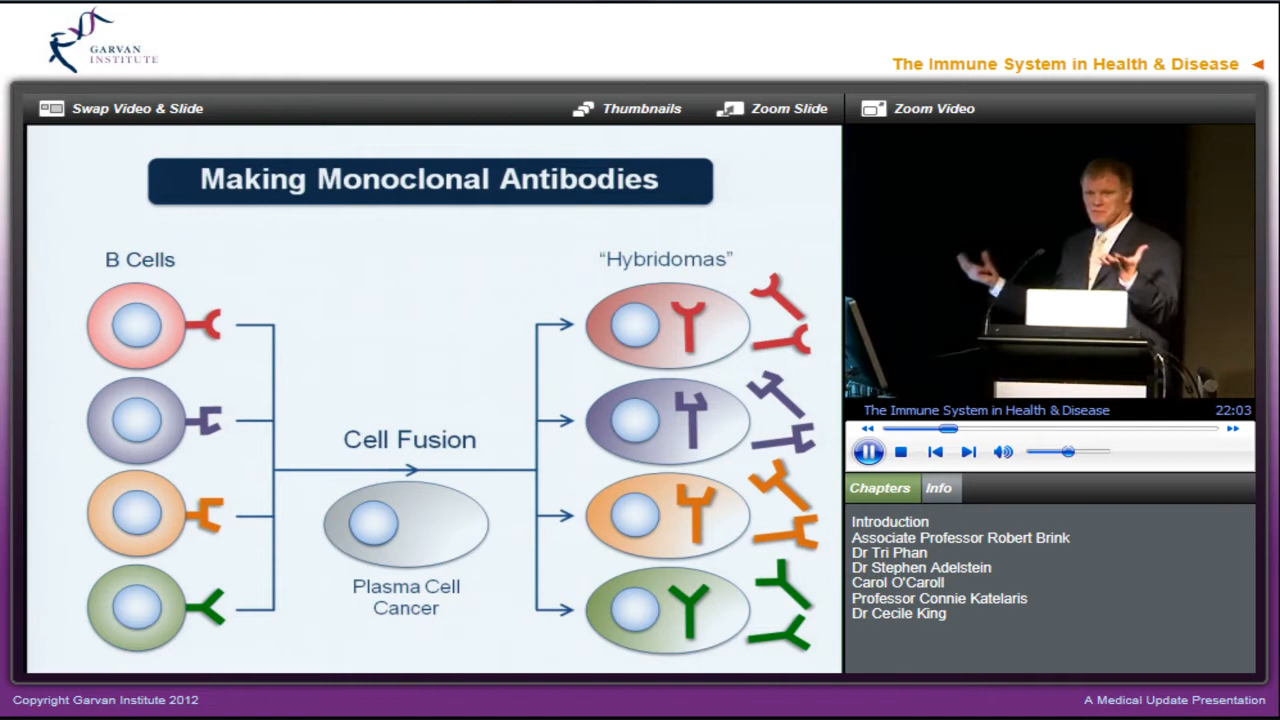 GARVAN
INSTITUTE
The Immune System in Health & Disease
Swap Video & Slide
Thumbnails
Zoom Slide
Zoom Video
Making Monoclonal Antibodies
B Cells
"Hybridomas"
Cell Fusion
Plasma Cell
Cancer
The Immune System in Health & Disease
22:03
Chapters
Info
Introduction
Associate Professor Robert Brink
Dr Tri Phan
Dr Stephen Adelstein
Carol O'Caroll
Professor Connie Katelaris
Dr Cecile King
Copyright Garvan Institute 2012
A Medical Update Presentation